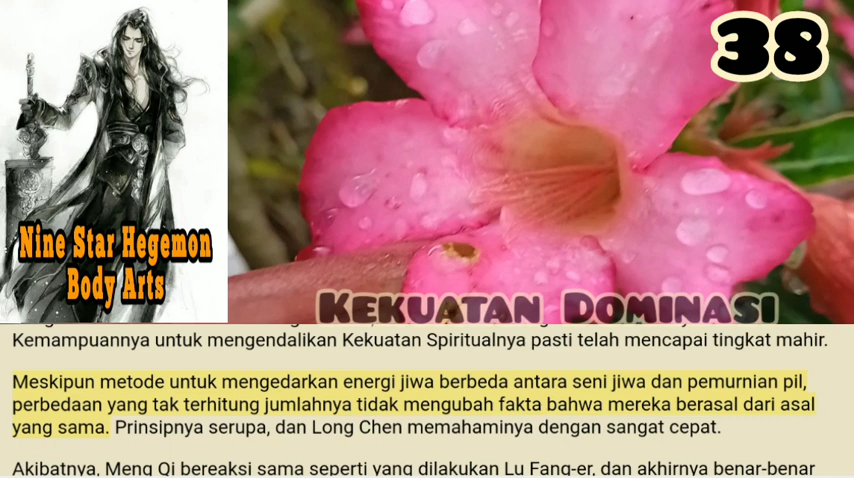 38
Nine Star Hegemon
Body Arts
Kekuatan Dominasi
Kemampuannya untuk mengendalikan Kekuatan Spiritualnya pasti telah mencapai tingkat mahir.
Meskipun metode untuk mengedarkan energi jiwa berbeda antara seni jiwa dan pemurnian pil,
perbedaan yang tak terhitung jumlahnya tidak mengubah fakta bahwa mereka berasal dari asal
yang sama. Prinsipnya serupa, dan Long Chen memahaminya dengan sangat cepat.
Akibatnya, Meng Qi bereaksi sama seperti yang dilakukan Lu Fang-er, dan akhirnya benar-benar